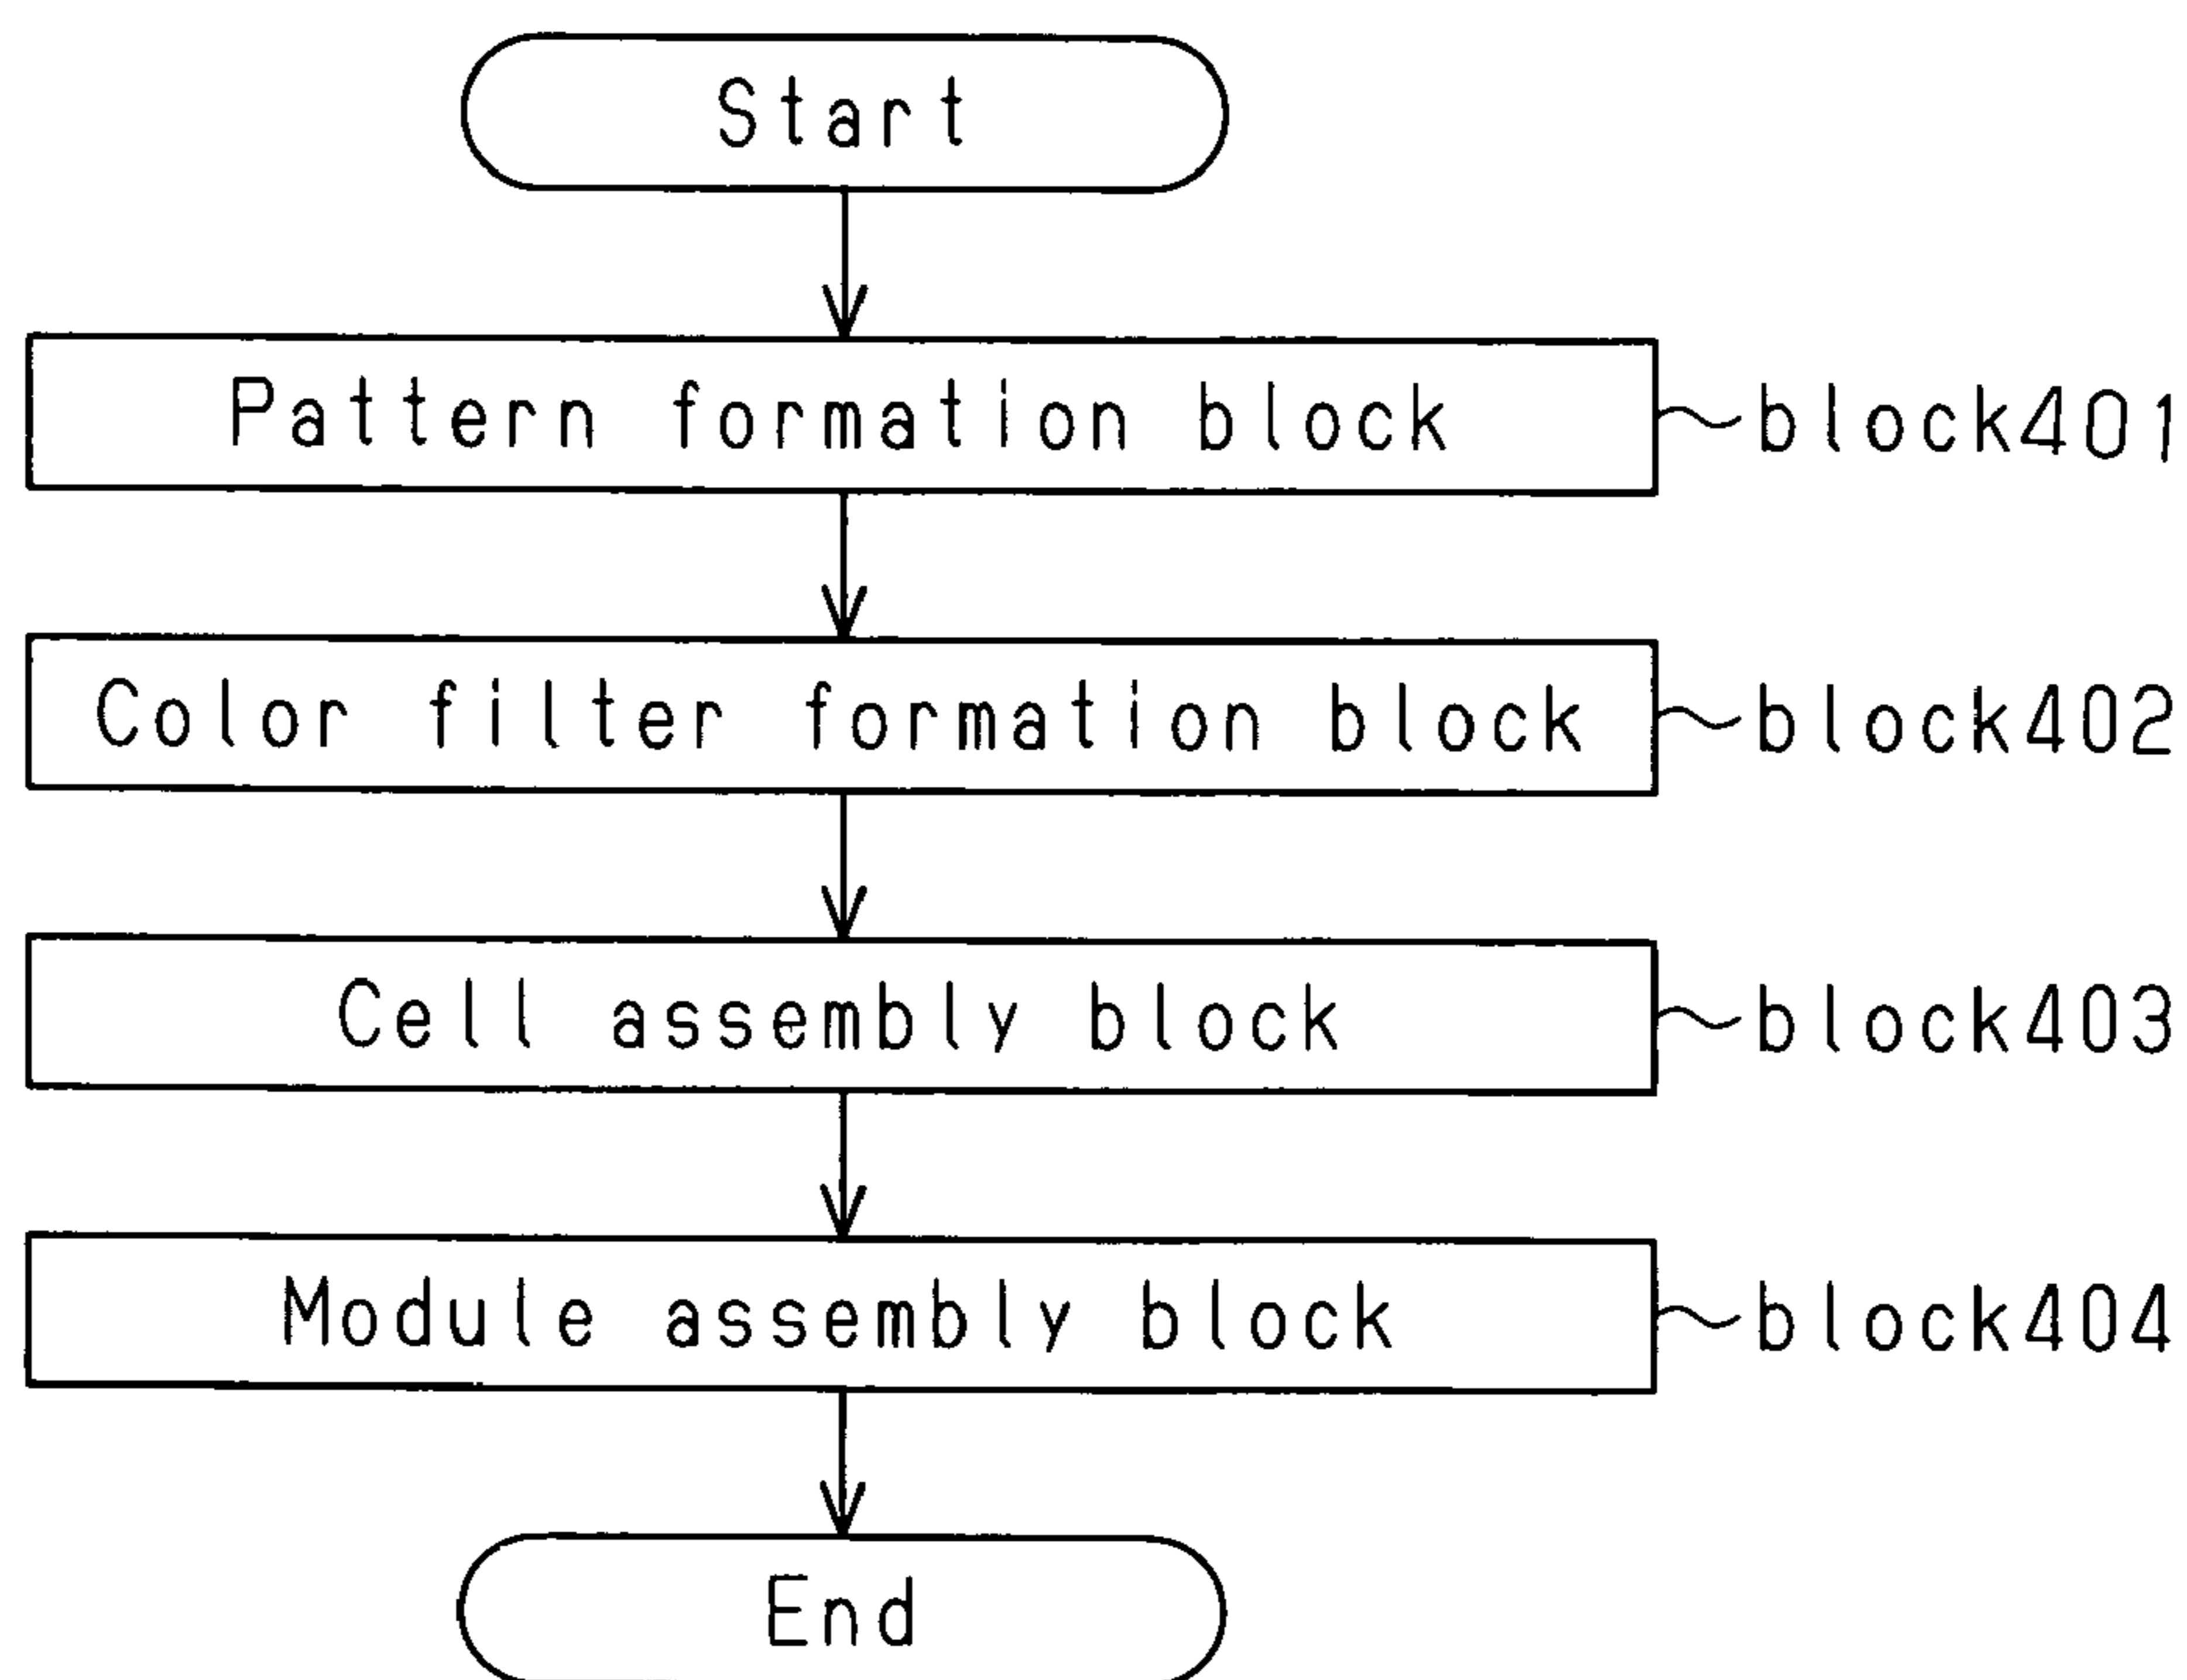 Start
Pattern formation block block401
Color filter formation block block402
Cell assembly block block403
Module assembly block block404
End